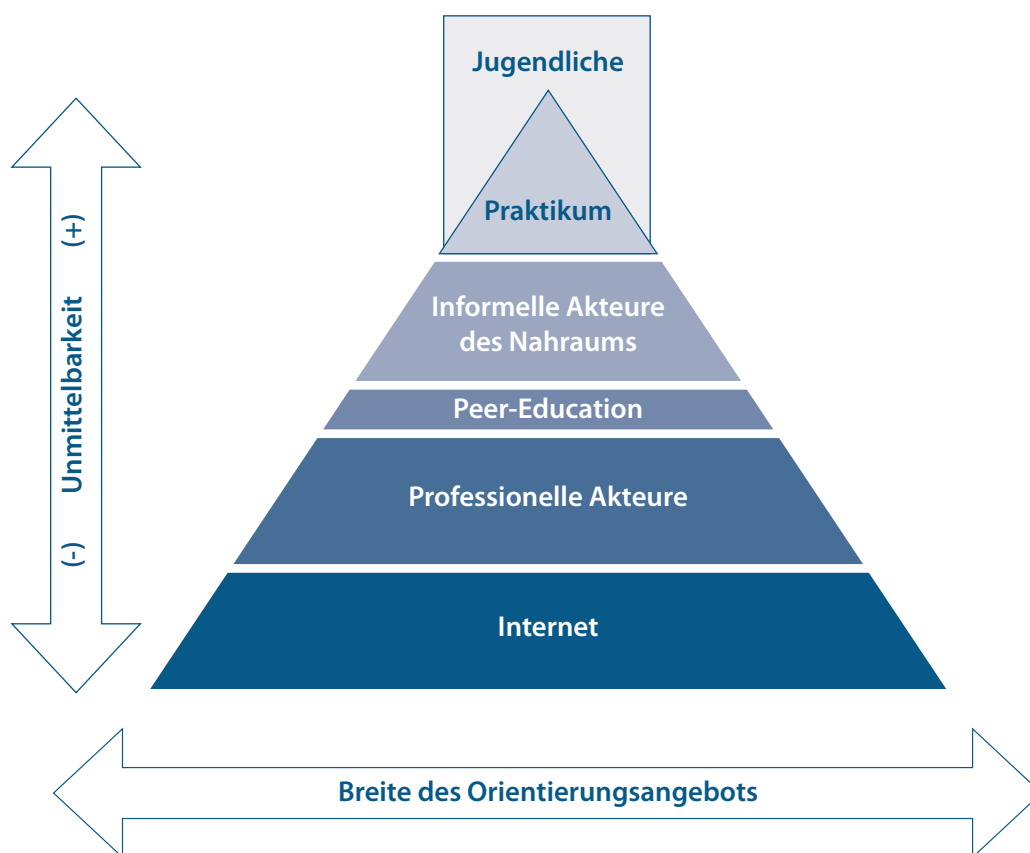 Jugendliche
Praktikum
Informelle Akteure
des Nahraums
Peer-Education
Professionelle Akteure
Internet
(-) Unmittelbarkeit (+)
Breite des Orientierungsangebots